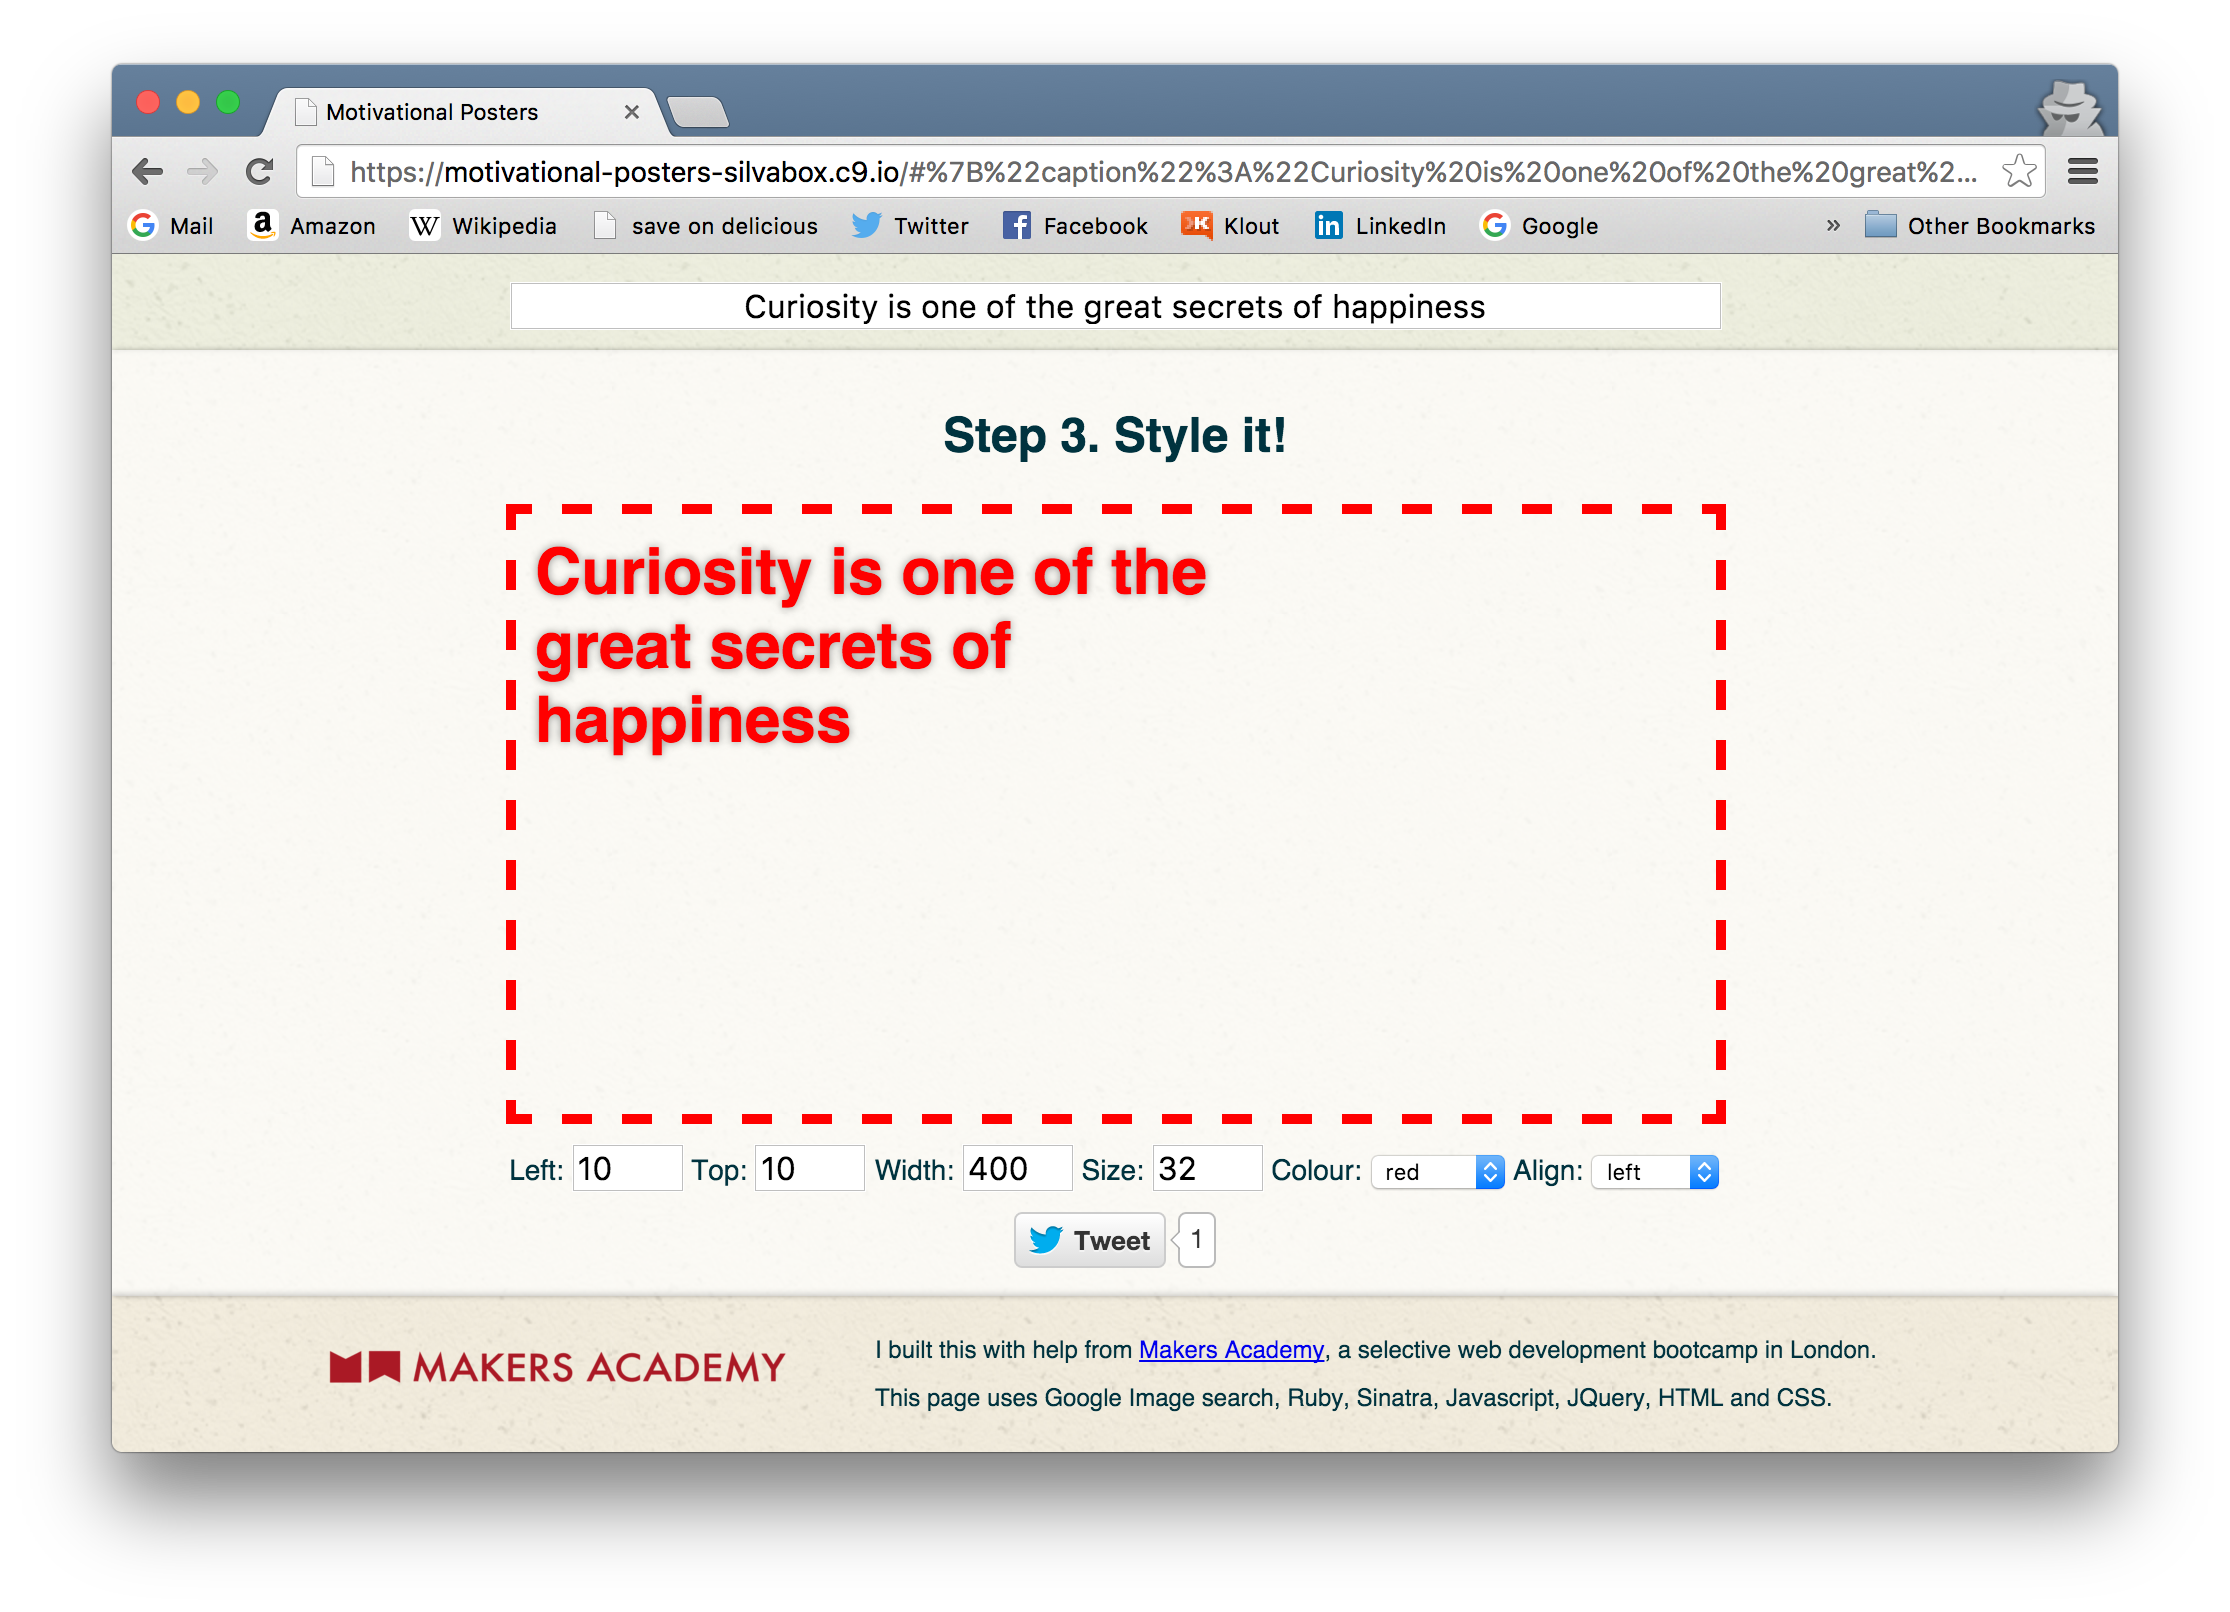 Motivational Posters
https://motivational-posters-silvabox.c9.io/#%7B%22caption%22%3A%22Curiosity%20is%20one%20of%20the%20great%2...
Mail Amazon Wikipedia save on delicious Twitter Facebook Klout LinkedIn Google » Other Bookmarks
Curiosity is one of the great secrets of happiness
Step 3. Style it!
Curiosity is one of the
great secrets of
happiness
Left: 10 Top: 10 Width: 400 Size: 32 Colour: red Align: left
Tweet 1
MAKERS ACADEMY
I built this with help from Makers Academy, a selective web development bootcamp in London.
This page uses Google Image search, Ruby, Sinatra, Javascript, JQuery, HTML and CSS.